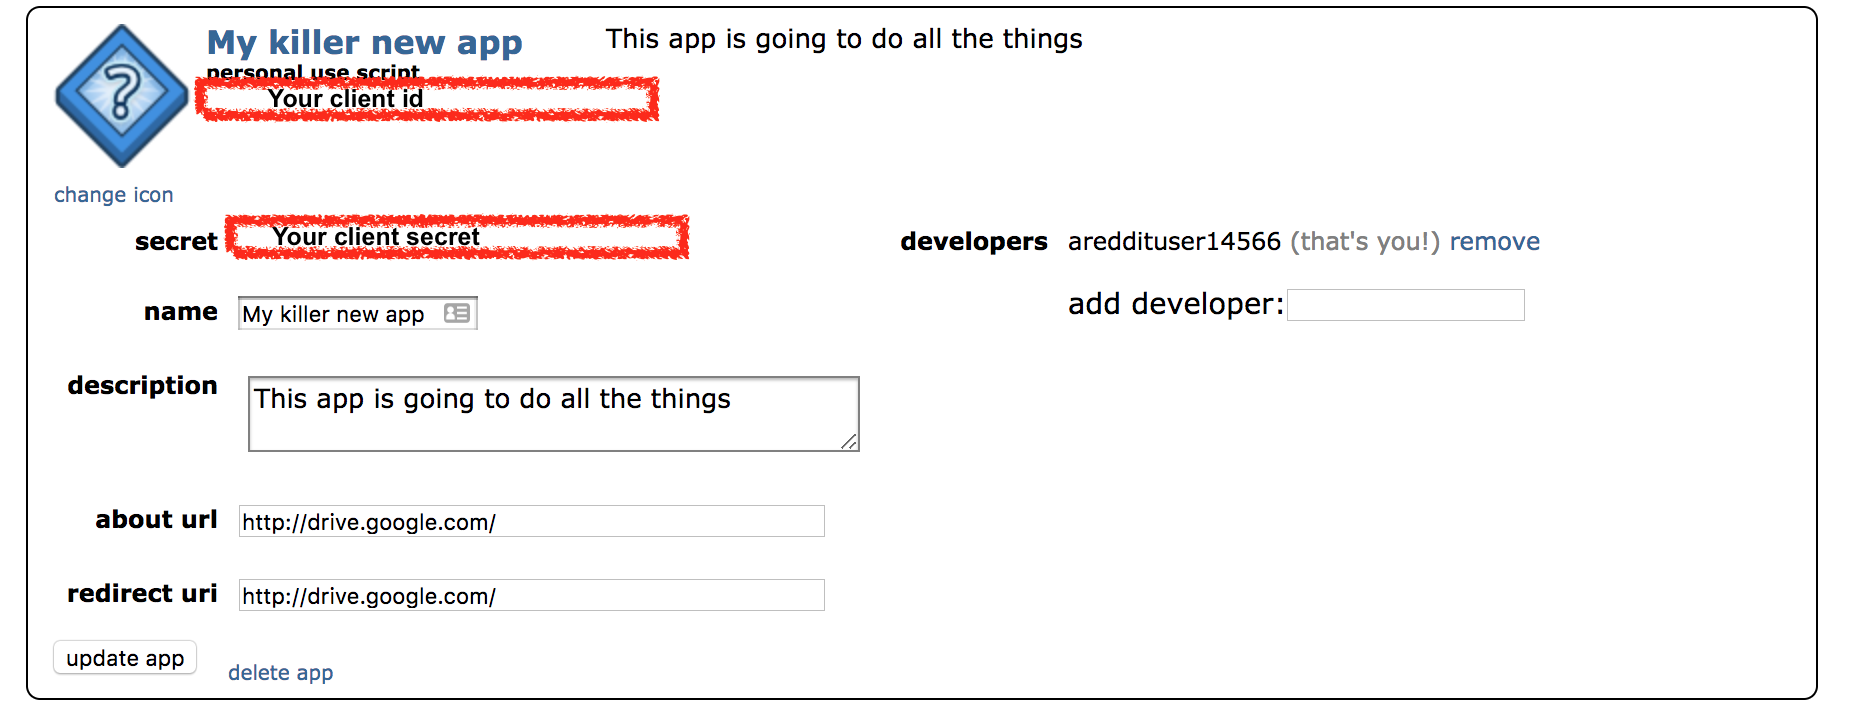 My killer new app
This app is going to do all the things
personal use script
Your client id
change icon
secret
Your client secret
developers
areddituser14566 (that's you!) remove
name
My killer new app
add developer:
description
This app is going to do all the things
about url
http://drive.google.com/
redirect uri
http://drive.google.com/
update app
delete app